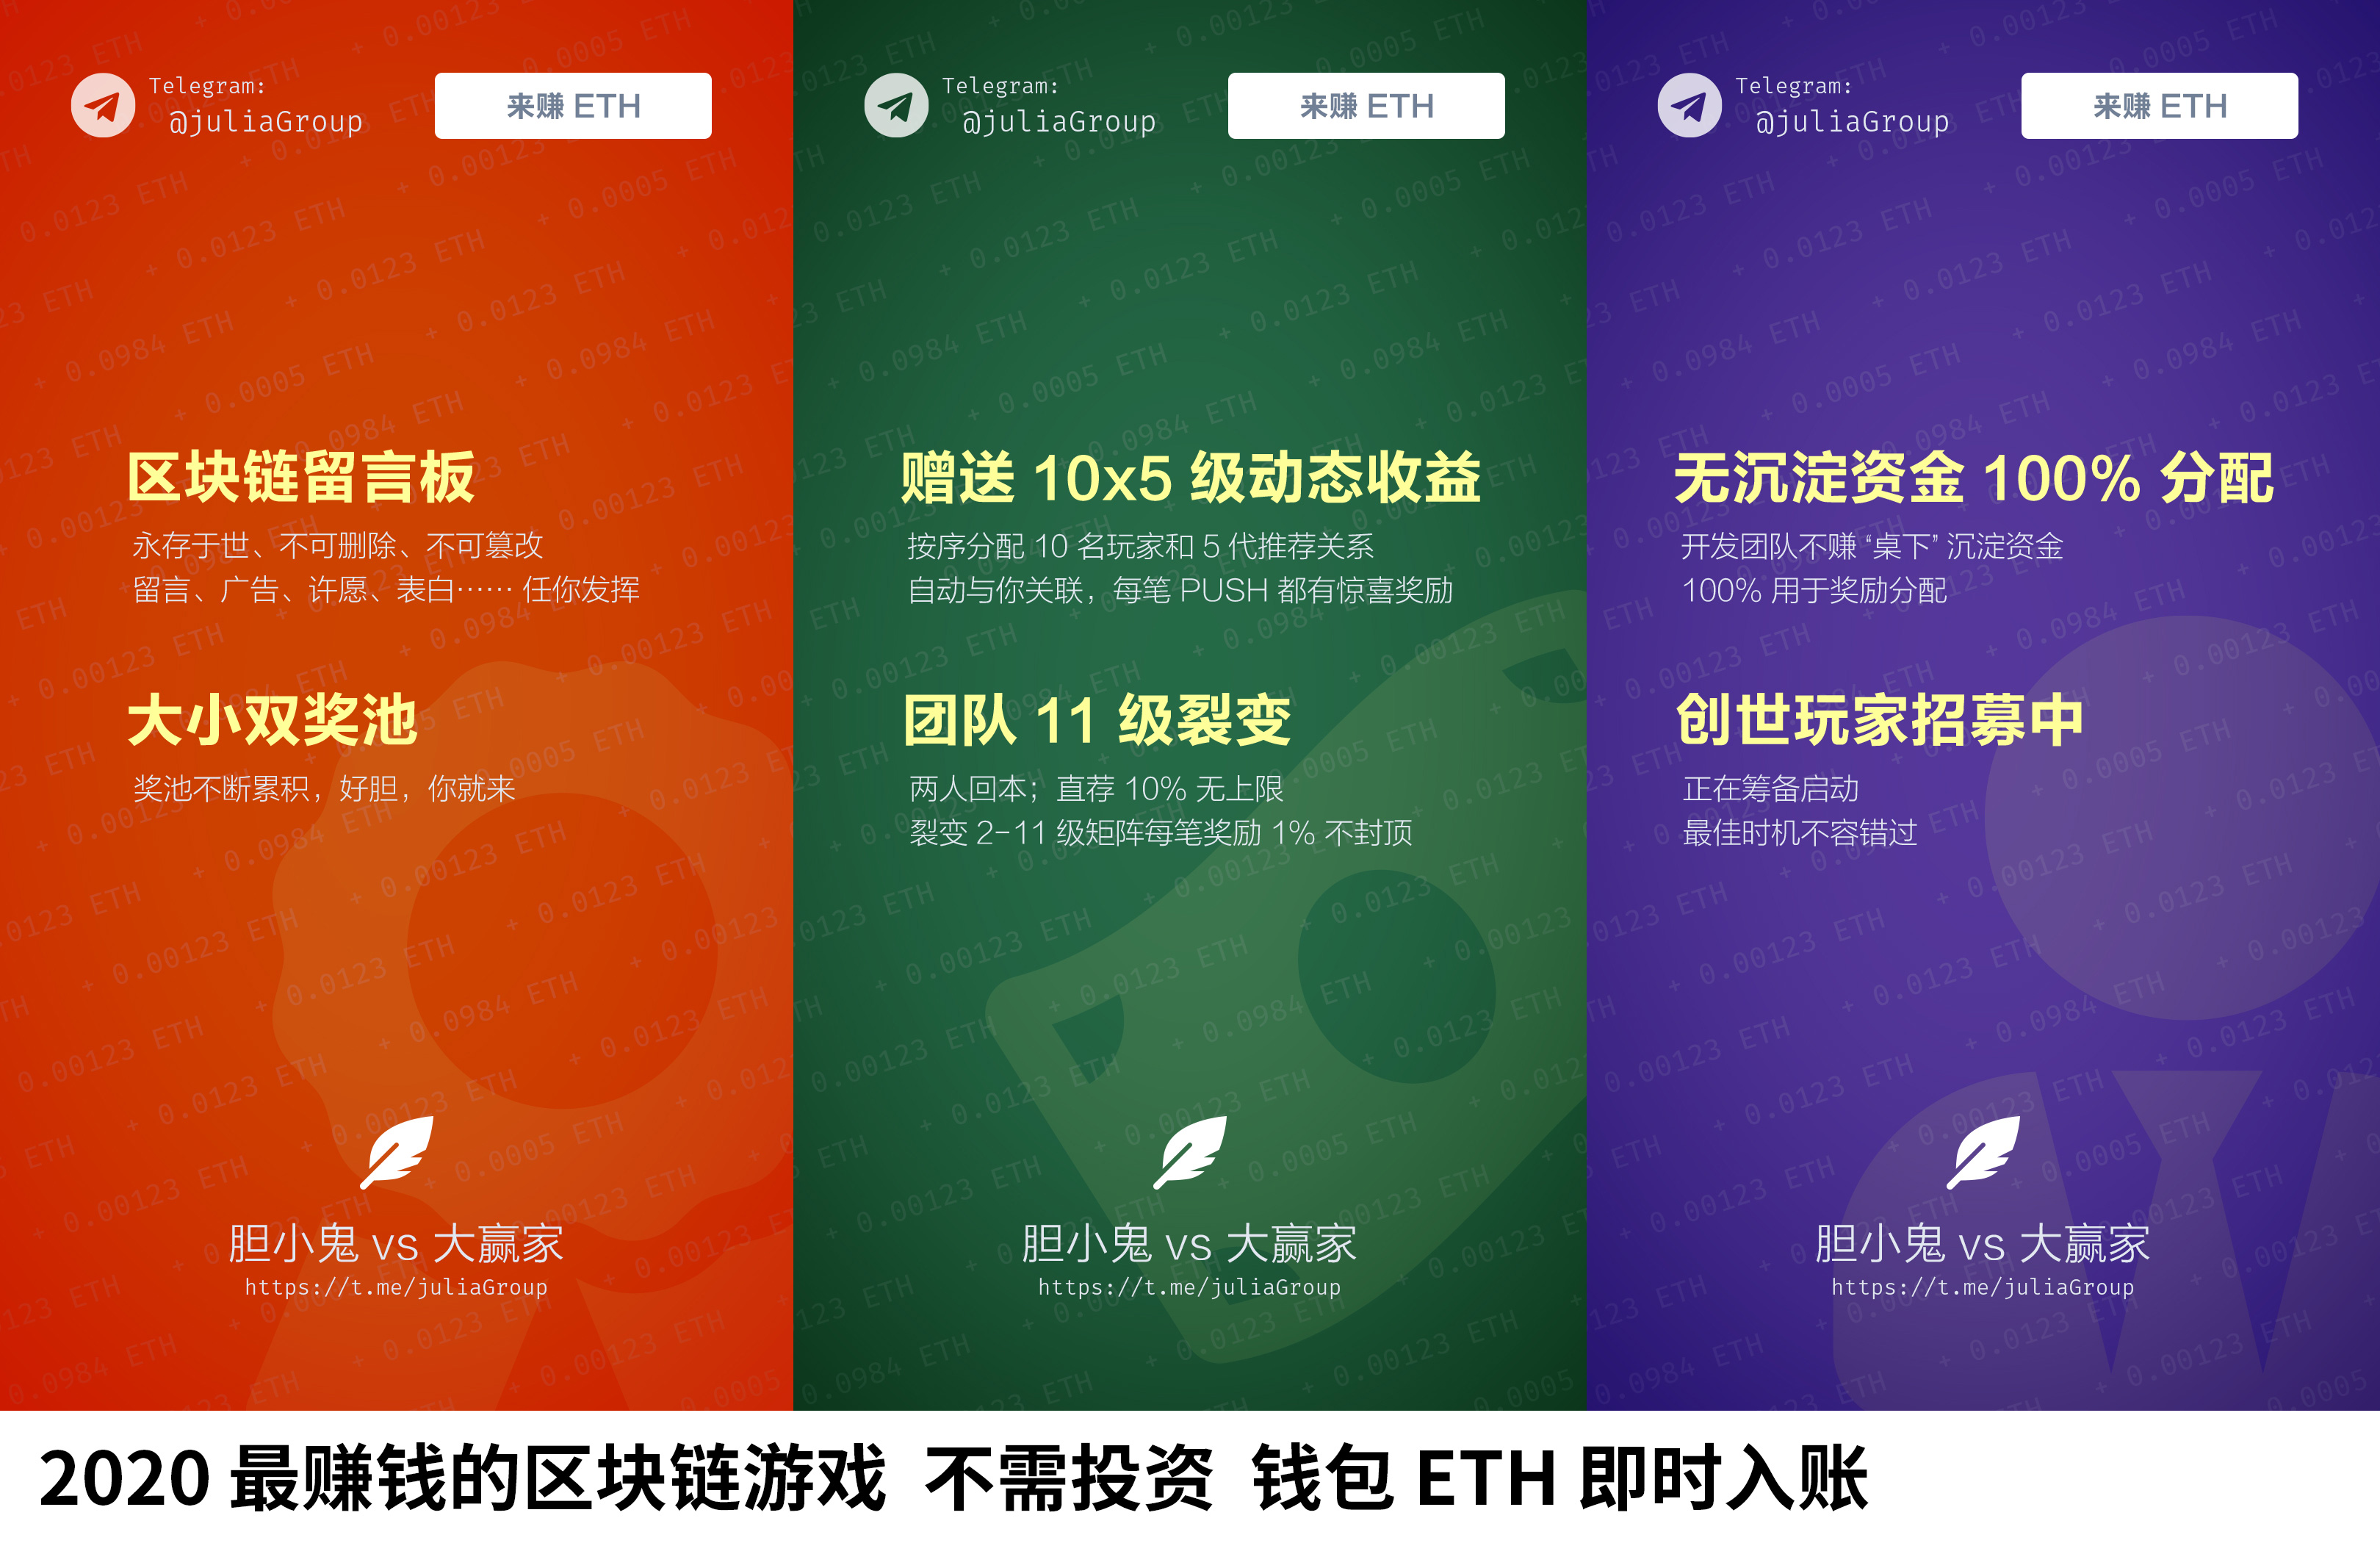 Telegram:
@juliaGroup
来赚 ETH
区块链留言板
永存于世、不可删除、不可篡改
留言、广告、许愿、表白…… 任你发挥
大小双奖池
奖池不断累积，好胆，你就来
胆小鬼 vs 大赢家
https://t.me/juliaGroup
Telegram:
@juliaGroup
来赚 ETH
赠送 10x5 级动态收益
按序分配 10 名玩家和 5 代推荐关系
自动与你关联，每笔 PUSH 都有惊喜奖励
团队 11 级裂变
两人回本；直荐 10% 无上限
裂变 2-11 级矩阵每笔奖励 1% 不封顶
胆小鬼 vs 大赢家
https://t.me/juliaGroup
Telegram:
@juliaGroup
来赚 ETH
无沉淀资金 100% 分配
开发团队不赚 “桌下” 沉淀资金
100% 用于奖励分配
创世玩家招募中
正在筹备启动
最佳时机不容错过
胆小鬼 vs 大赢家
https://t.me/juliaGroup
2020 最赚钱的区块链游戏 不需投资 钱包 ETH 即时入账